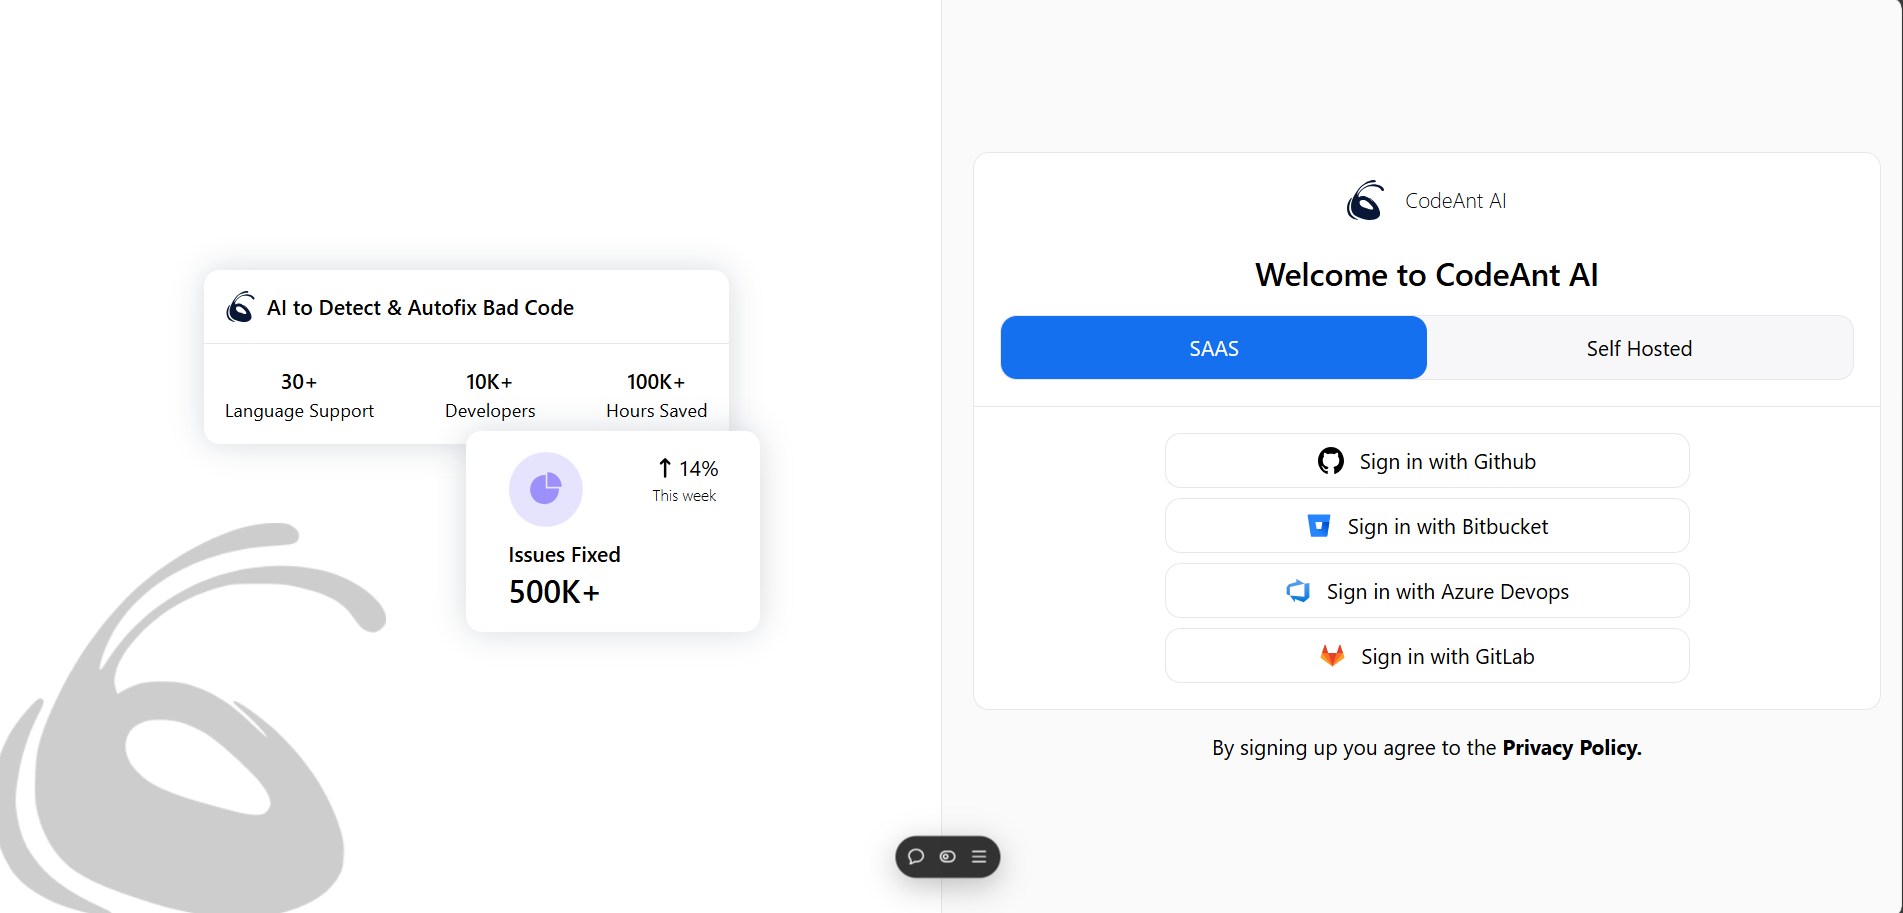 AI to Detect & Autofix Bad Code
30+ 10K+ 100K+
Language Support Developers Hours Saved
↑ 14%
This week
Issues Fixed
500K+
CodeAnt AI
Welcome to CodeAnt AI
SAAS Self Hosted
Sign in with Github
Sign in with Bitbucket
Sign in with Azure Devops
Sign in with GitLab
By signing up you agree to the Privacy Policy.